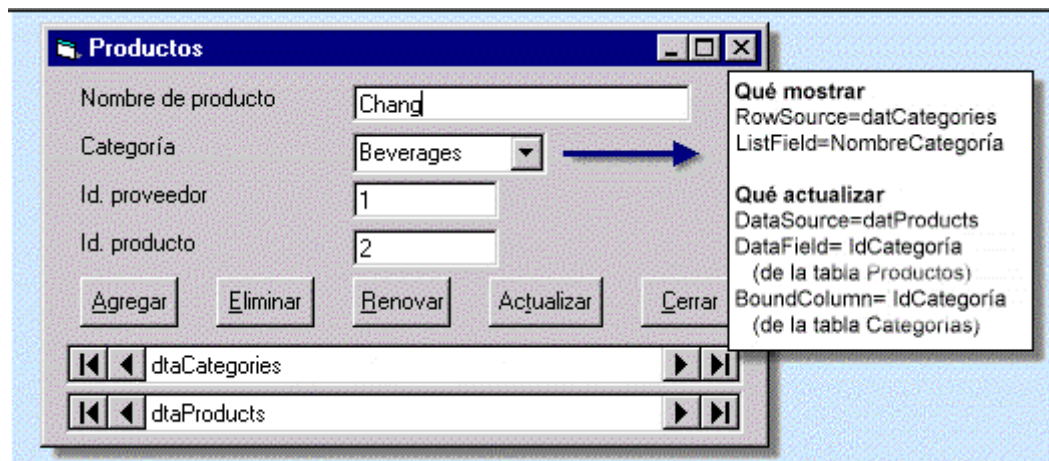 Productos
Nombre de producto
Chang
Categoría
Beverages
Id. proveedor
1
Id. producto
2
Agregar
Eliminar
Renovar
Actualizar
Cerrar
dtaCategories
dtaProducts
Qué mostrar
RowSource=datCategories
ListField=NombreCategoría
Qué actualizar
DataSource=datProducts
DataField= IdCategoría
(de la tabla Productos)
BoundColumn= IdCategoría
(de la tabla Categorías)